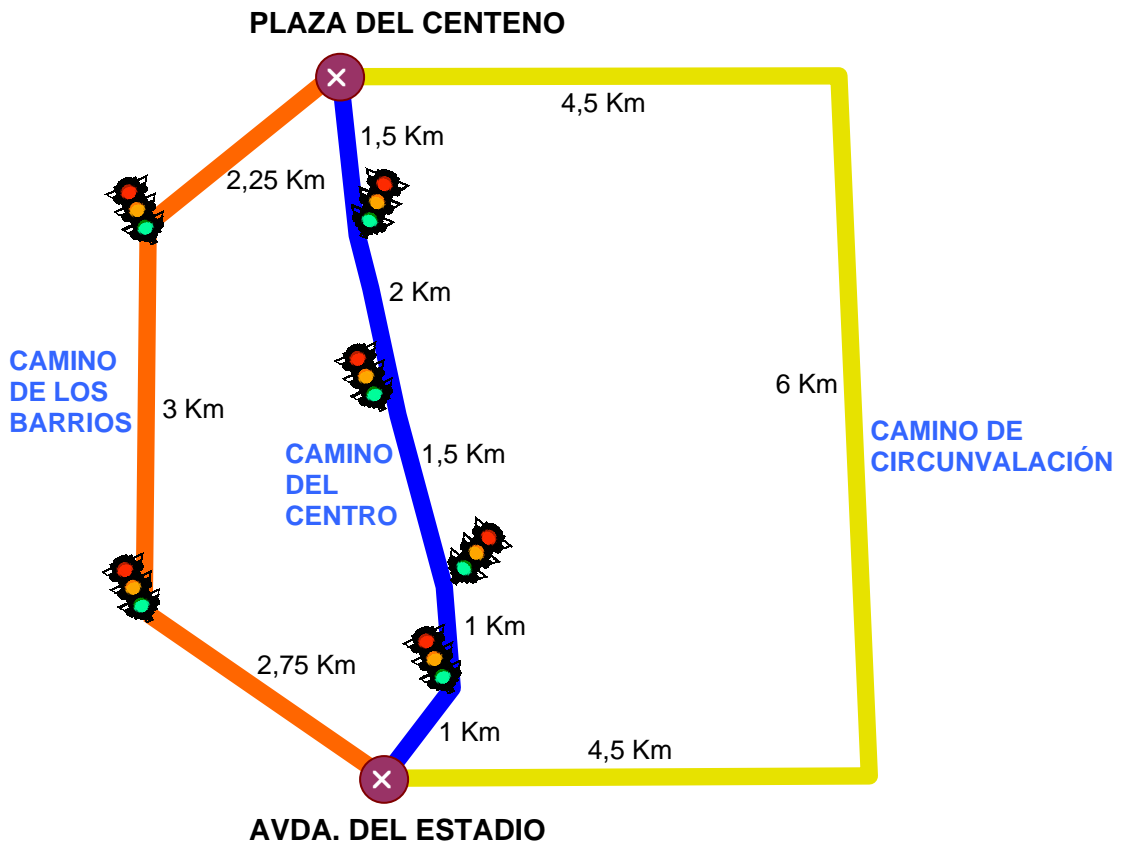 PLAZA DEL CENTENO
4,5 Km
1,5 Km
2,25 Km
2 Km
CAMINO
DE LOS
BARRIOS
3 Km
6 Km
CAMINO DE
CIRCUNVALACIÓN
CAMINO
DEL
CENTRO
1,5 Km
1 Km
2,75 Km
1 Km
4,5 Km
AVDA. DEL ESTADIO